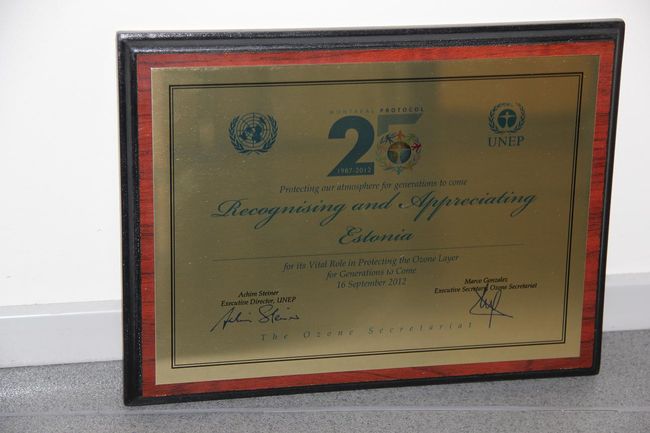 MONTREAL PROTOCOL
25
1987-2012
UNEP
Protecting our atmosphere for generations to come
Recognising and Appreciating
Estonia
for its Vital Role in Protecting the Ozone Layer
for Generations to Come
16 September 2012
Achim Steiner
Executive Director, UNEP
Marco Gonzalez
Executive Secretary Ozone Secretariat
Achim Steiner
The Ozone Secretariat